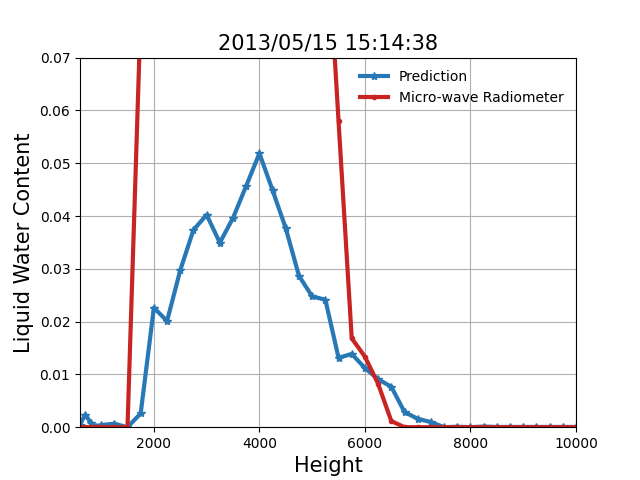 2013/05/15 15:14:38
0.07
0.06
0.05
0.04
0.03
0.02
0.01
0.00
Liquid Water Content
Prediction
Micro-wave Radiometer
2000 4000 6000 8000 10000
Height